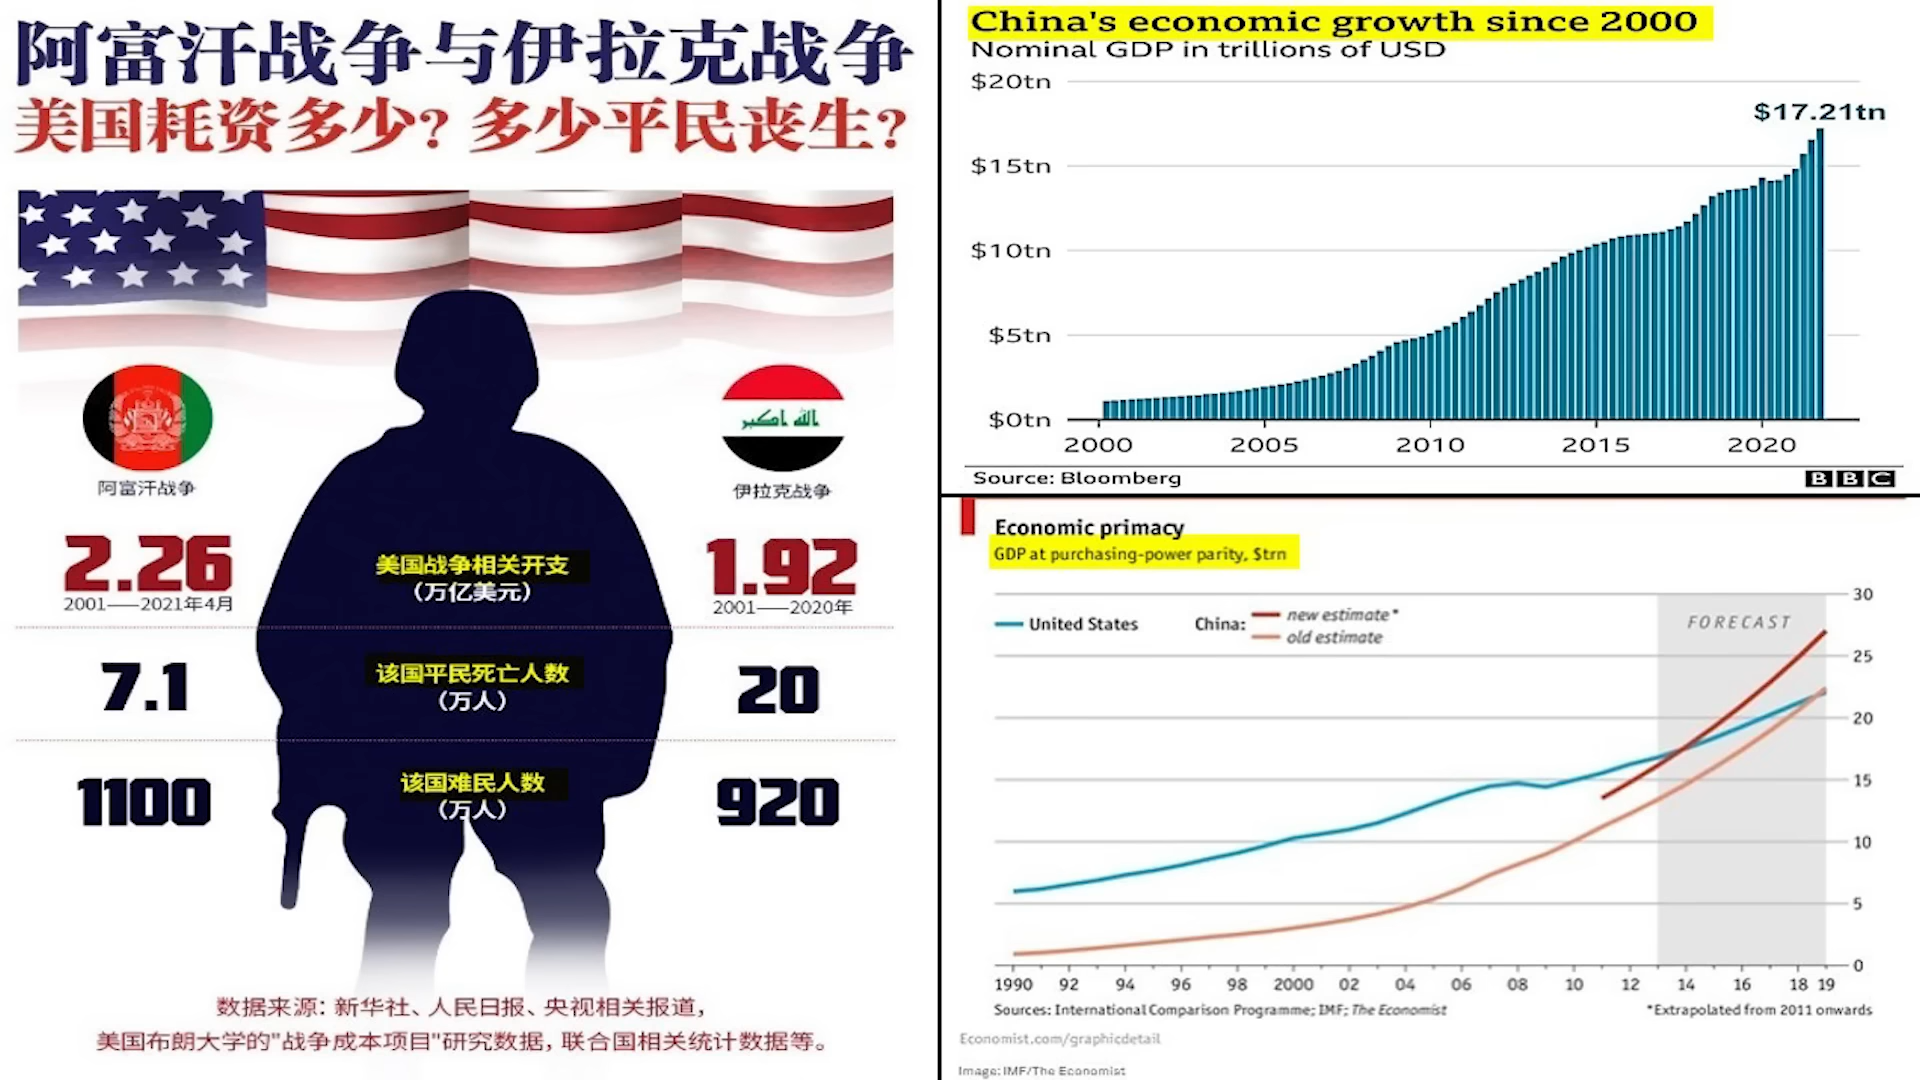 阿富汗战争与伊拉克战争
美国耗资多少? 多少平民丧生?
阿富汗战争
伊拉克战争
2.26
2001——2021年4月
美国战争相关开支
(万亿美元)
1.92
2001——2020年
7.1
该国平民死亡人数
(万人)
20
1100
该国难民人数
(万人)
920
数据来源: 新华社、人民日报、央视相关报道,
美国布朗大学的"战争成本项目"研究数据, 联合国相关统计数据等。
China's economic growth since 2000
Nominal GDP in trillions of USD
$20tn
$17.21tn
$15tn
$10tn
$5tn
$0tn
2000 2005 2010 2015 2020
Source: Bloomberg
BBC
Economic primacy
GDP at purchasing-power parity, $trn
30
United States China: new estimate*
old estimate
FORECAST
25
20
15
10
5
0
1990 92 94 96 98 2000 02 04 06 08 10 12 14 16 18 19
Sources: International Comparison Programme; IMF; The Economist
*Extrapolated from 2011 onwards
Economist.com/graphicdetail
Image: IMF/The Economist